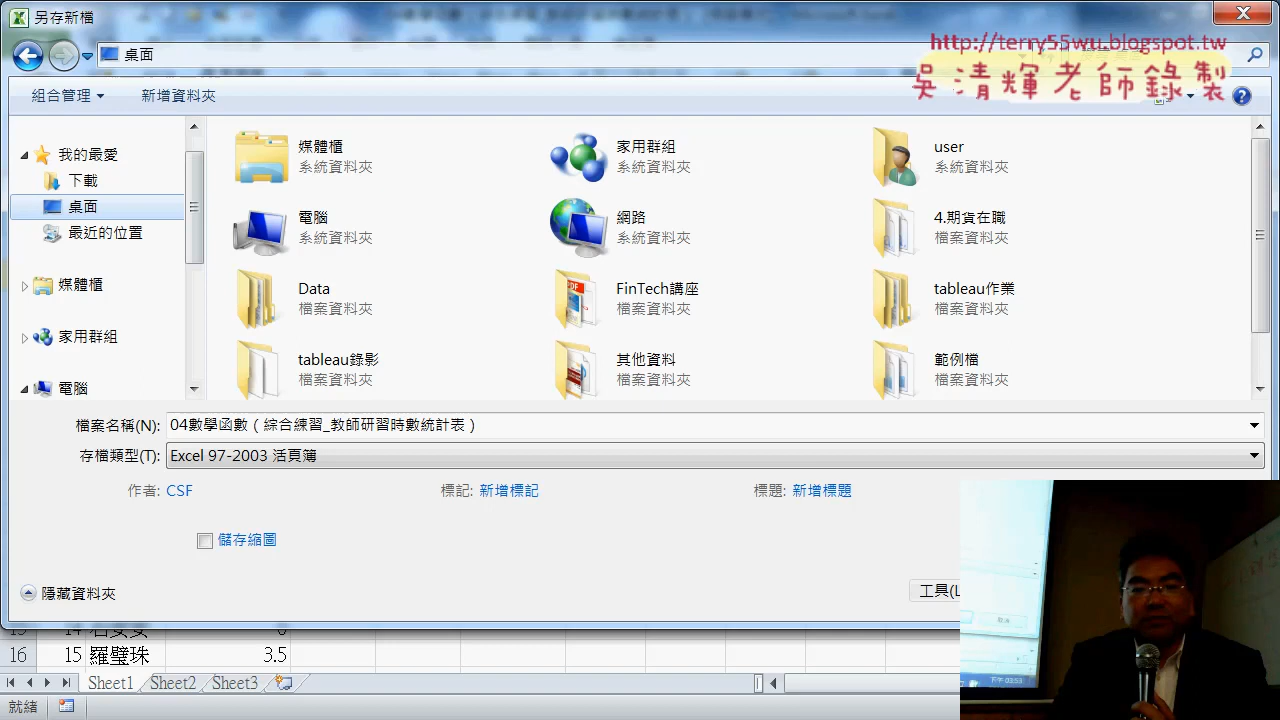 另存新檔
桌面
http://terry55wu.blogspot.tw
吳清輝老師錄製
組合管理
新增資料夾
我的最愛
下載
桌面
最近的位置
媒體櫃
家用群組
電腦
媒體櫃
系統資料夾
家用群組
系統資料夾
user
系統資料夾
電腦
系統資料夾
網路
系統資料夾
4.期貨在職
檔案資料夾
Data
檔案資料夾
FinTech講座
檔案資料夾
tableau作業
檔案資料夾
tableau錄影
檔案資料夾
其他資料
檔案資料夾
範例檔
檔案資料夾
檔案名稱(N): 04數學函數(綜合練習_教師研習時數統計表)
存檔類型(T): Excel 97-2003 活頁簿
作者: CSF
標記: 新增標記
標題: 新增標題
儲存縮圖
隱藏資料夾
工具(L
16 15 羅璧珠 3.5
Sheet1 Sheet2 Sheet3
就緒
取消
下午 03:53